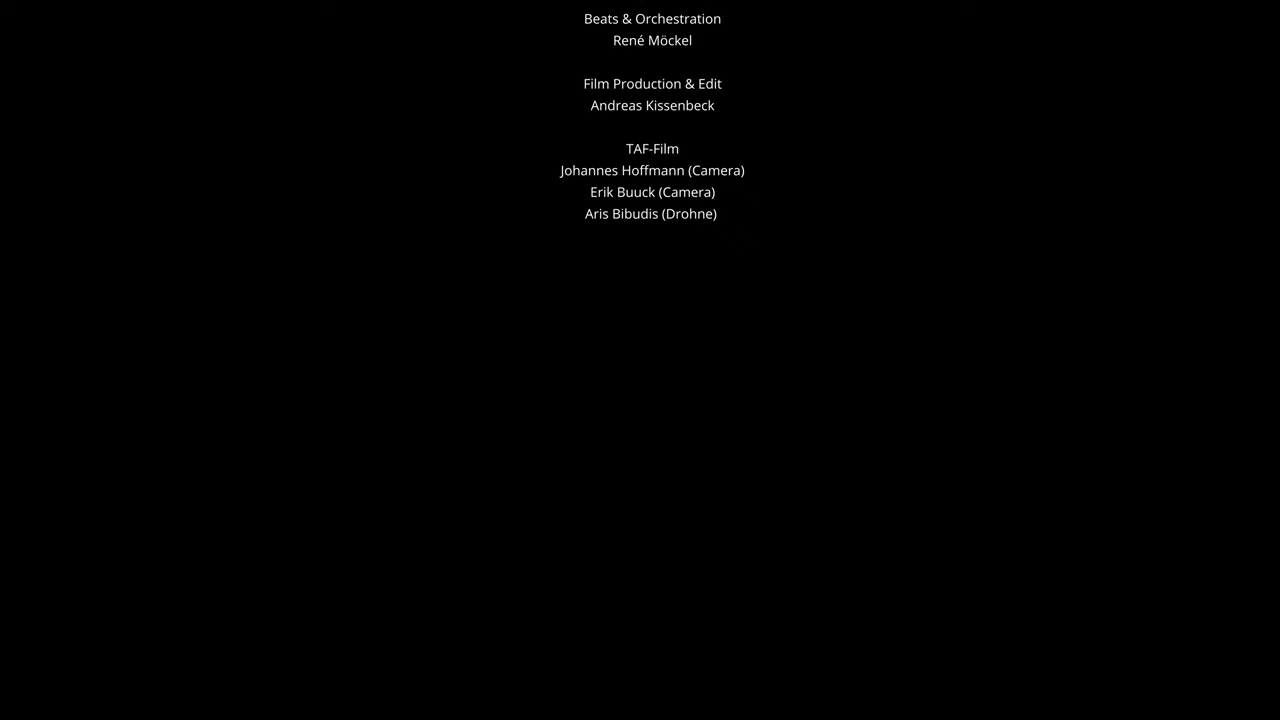 Beats & Orchestration
René Möckel
Film Production & Edit
Andreas Kissenbeck
TAF-Film
Johannes Hoffmann (Camera)
Erik Buuck (Camera)
Aris Bibudis (Drohne)